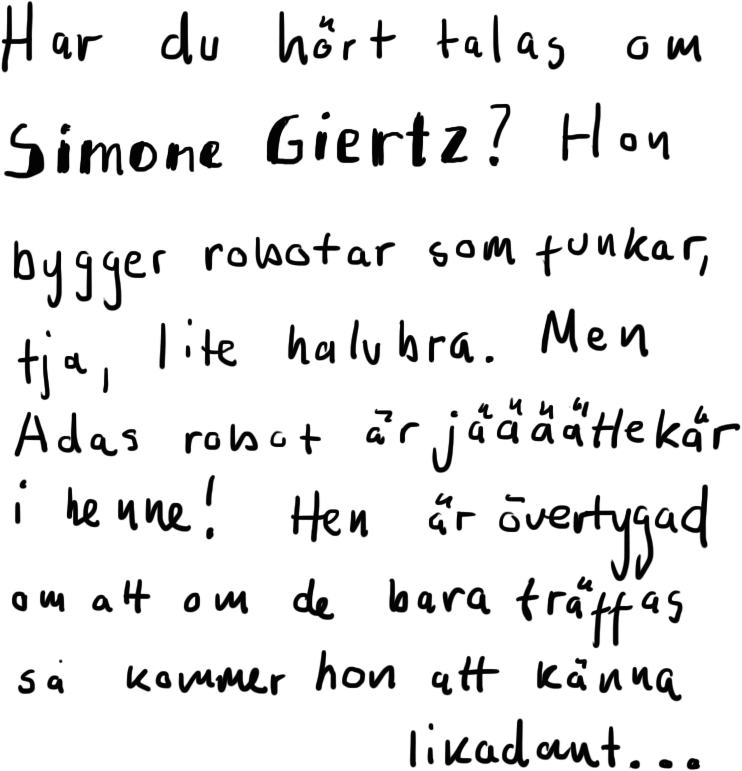 Har du hört talas om
Simone Giertz? Hon
bygger robotar som funkar,
tja, lite halvbra. Men
Adas robot är jääääättekär
i henne! Hen är övertygad
om att om de bara träffas
så kommer hon att känna
likadant...